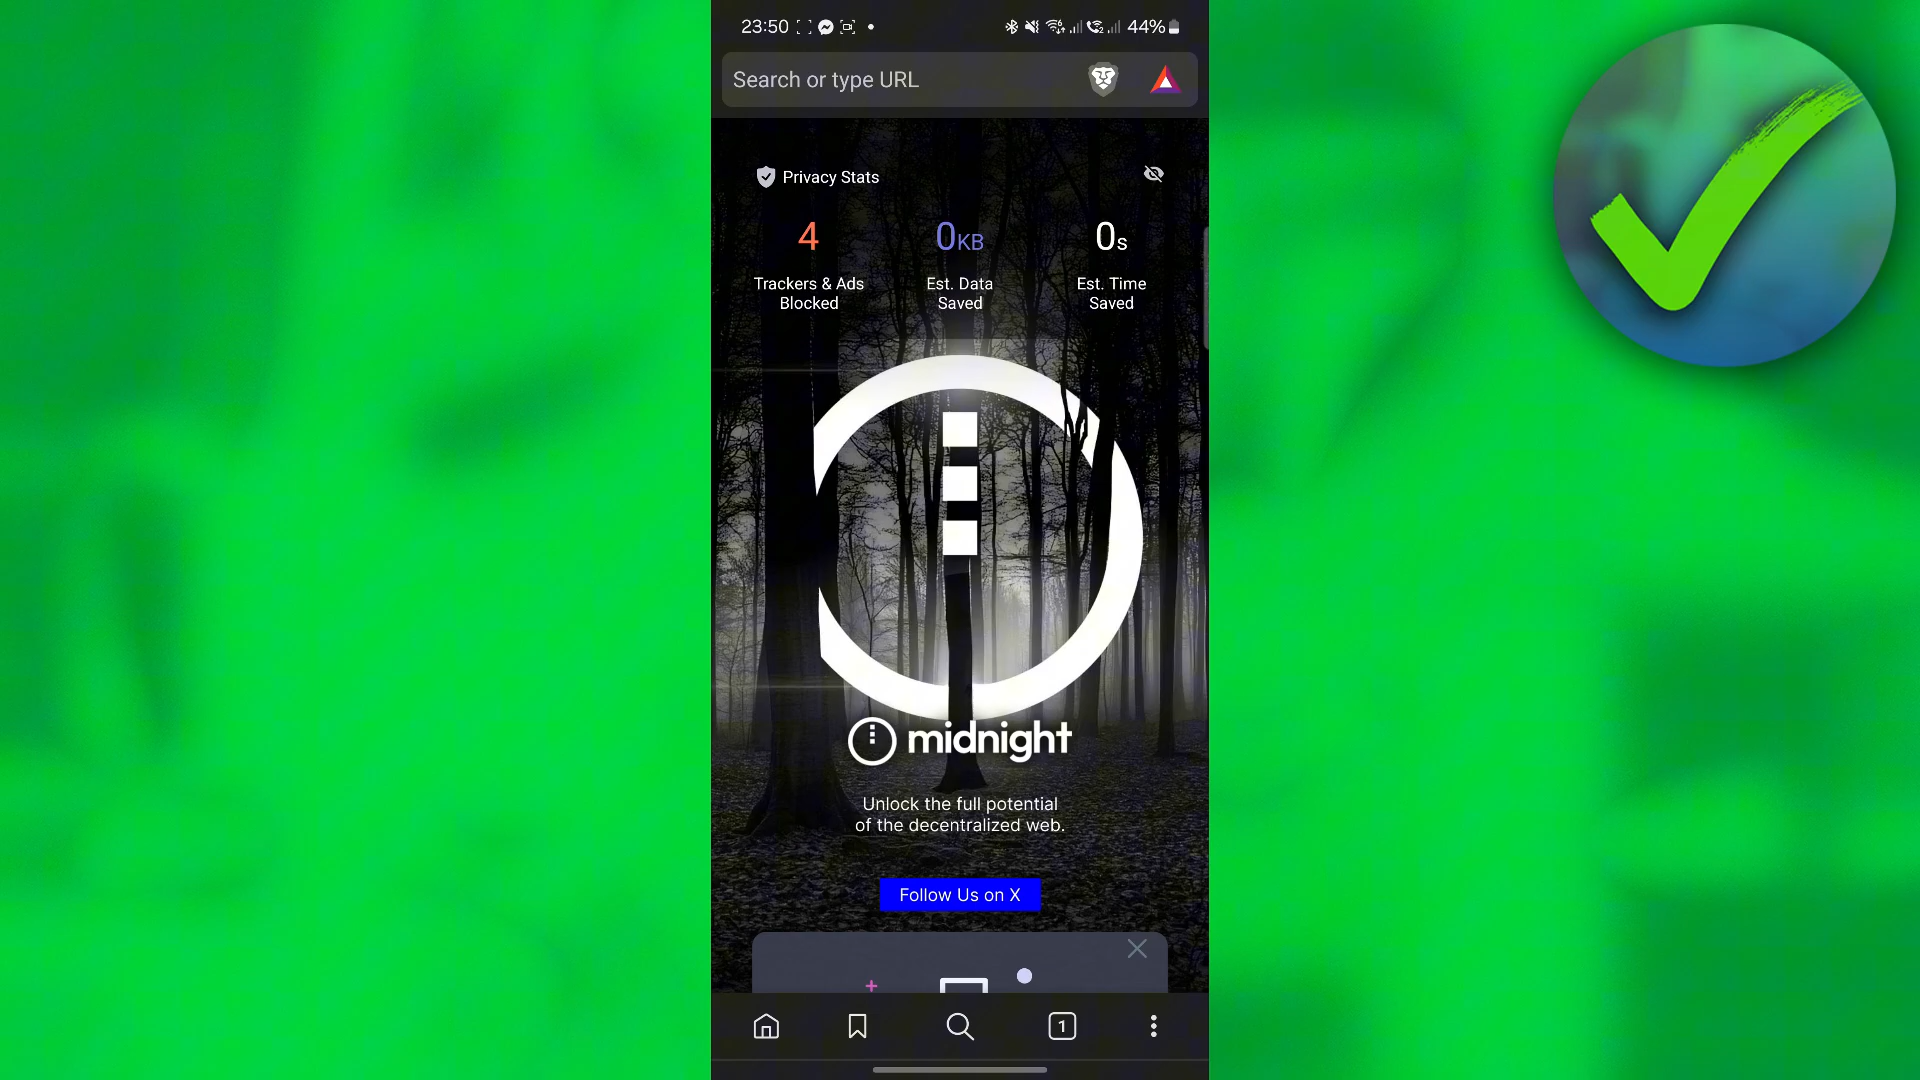 23:50
44%
Search or type URL
Privacy Stats
4
0KB
0s
Trackers & Ads
Blocked
Est. Data
Saved
Est. Time
Saved
midnight
Unlock the full potential
of the decentralized web.
Follow Us on X
1